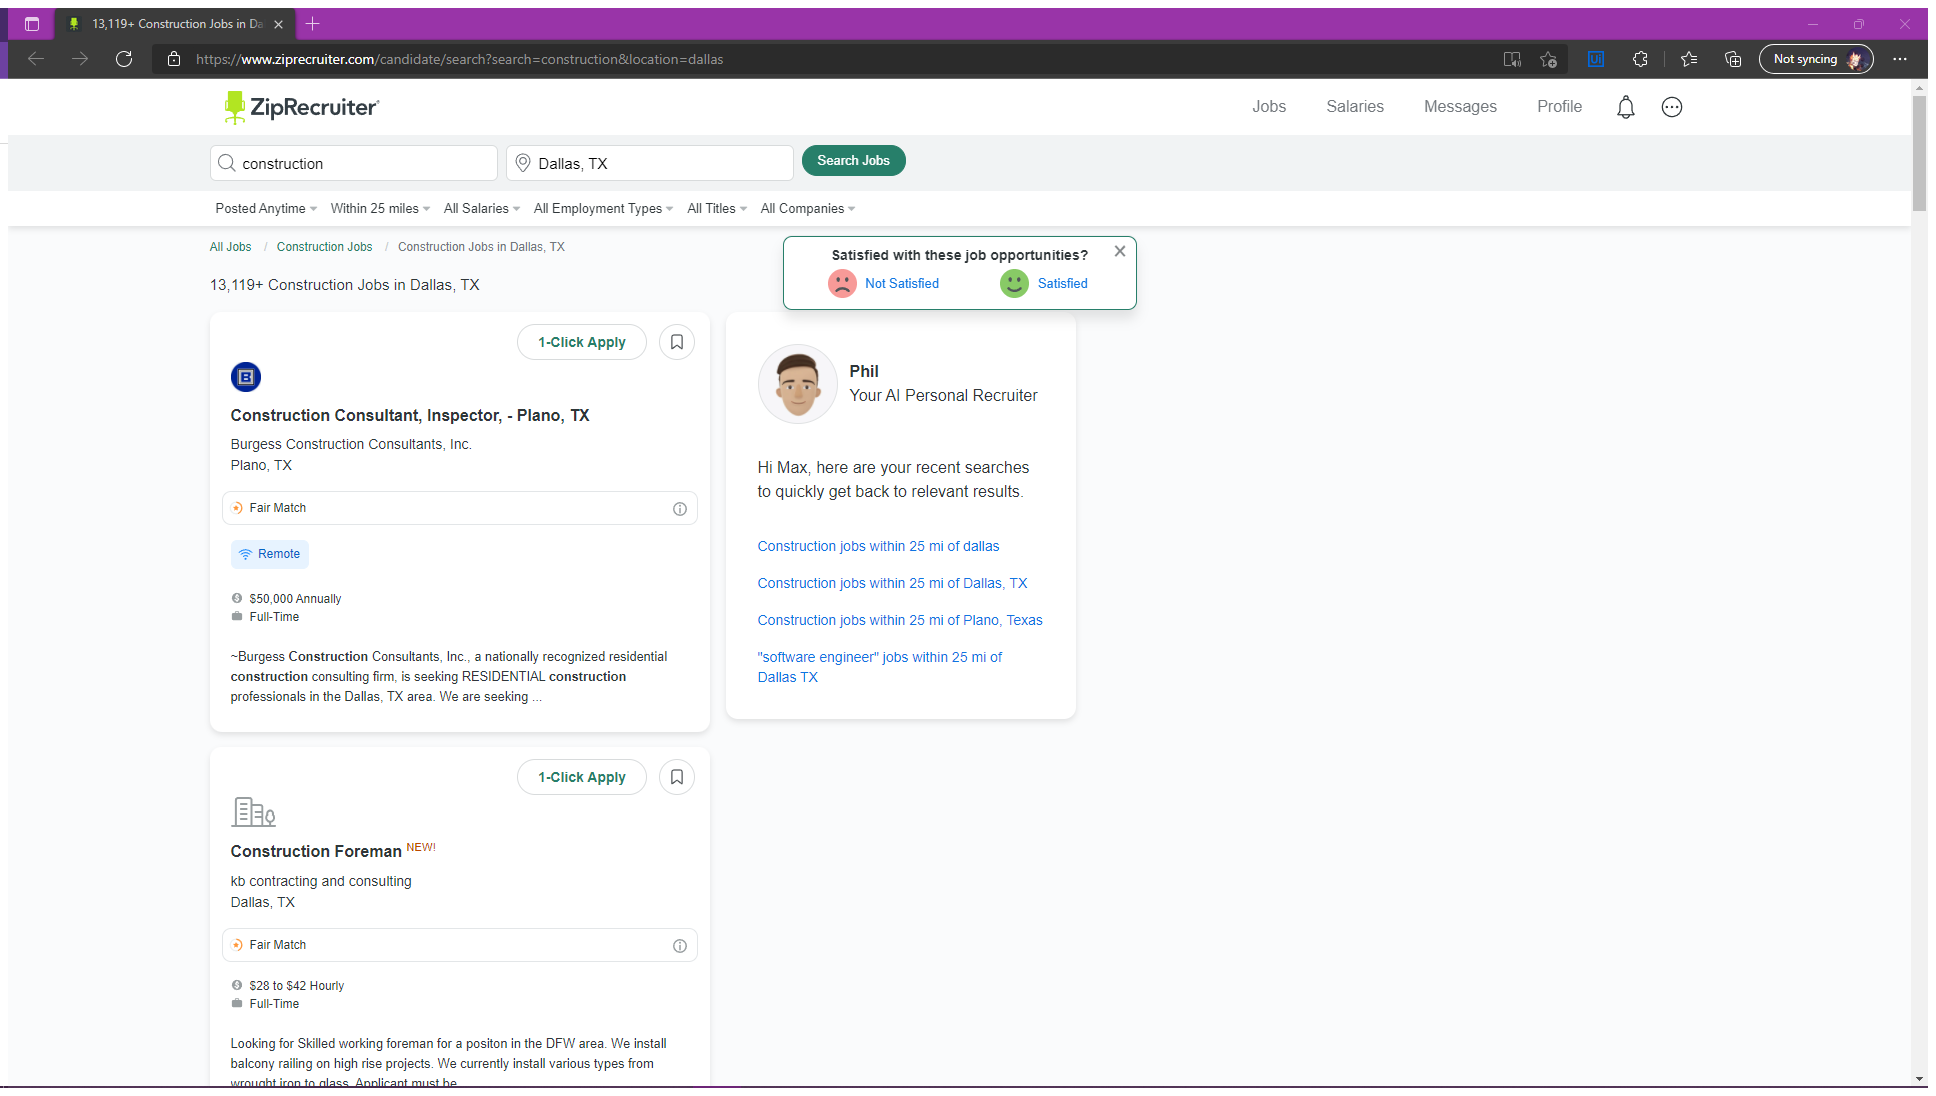 13,119+ Construction Jobs in Da
https://www.ziprecruiter.com/candidate/search?search=construction&location=dallas
Not syncing
ZipRecruiter
Jobs
Salaries
Messages
Profile
construction
Dallas, TX
Search Jobs
Posted Anytime
Within 25 miles
All Salaries
All Employment Types
All Titles
All Companies
All Jobs / Construction Jobs / Construction Jobs in Dallas, TX
Satisfied with these job opportunities?
Not Satisfied
Satisfied
13,119+ Construction Jobs in Dallas, TX
1-Click Apply
Construction Consultant, Inspector, - Plano, TX
Burgess Construction Consultants, Inc.
Plano, TX
Fair Match
Remote
$50,000 Annually
Full-Time
~Burgess Construction Consultants, Inc., a nationally recognized residential
construction consulting firm, is seeking RESIDENTIAL construction
professionals in the Dallas, TX area. We are seeking ...
Phil
Your AI Personal Recruiter
Hi Max, here are your recent searches
to quickly get back to relevant results.
Construction jobs within 25 mi of dallas
Construction jobs within 25 mi of Dallas, TX
Construction jobs within 25 mi of Plano, Texas
"software engineer" jobs within 25 mi of
Dallas TX
1-Click Apply
Construction Foreman NEW!
kb contracting and consulting
Dallas, TX
Fair Match
$28 to $42 Hourly
Full-Time
Looking for Skilled working foreman for a positon in the DFW area. We install
balcony railing on high rise projects. We currently install various types from
wrought iron to glass. Applicant must be